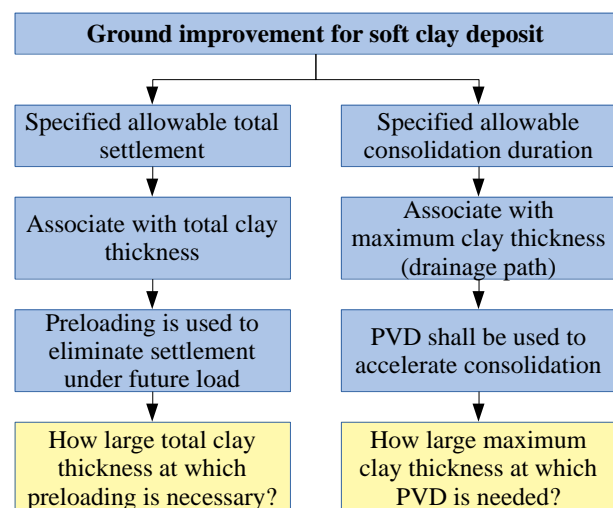 Ground improvement for soft clay deposit
Specified allowable total
settlement
Associate with total clay
thickness
Preloading is used to
eliminate settlement
under future load
How large total clay
thickness at which
preloading is necessary?
Specified allowable
consolidation duration
Associate with
maximum clay thickness
(drainage path)
PVD shall be used to
accelerate consolidation
How large maximum
clay thickness at which
PVD is needed?